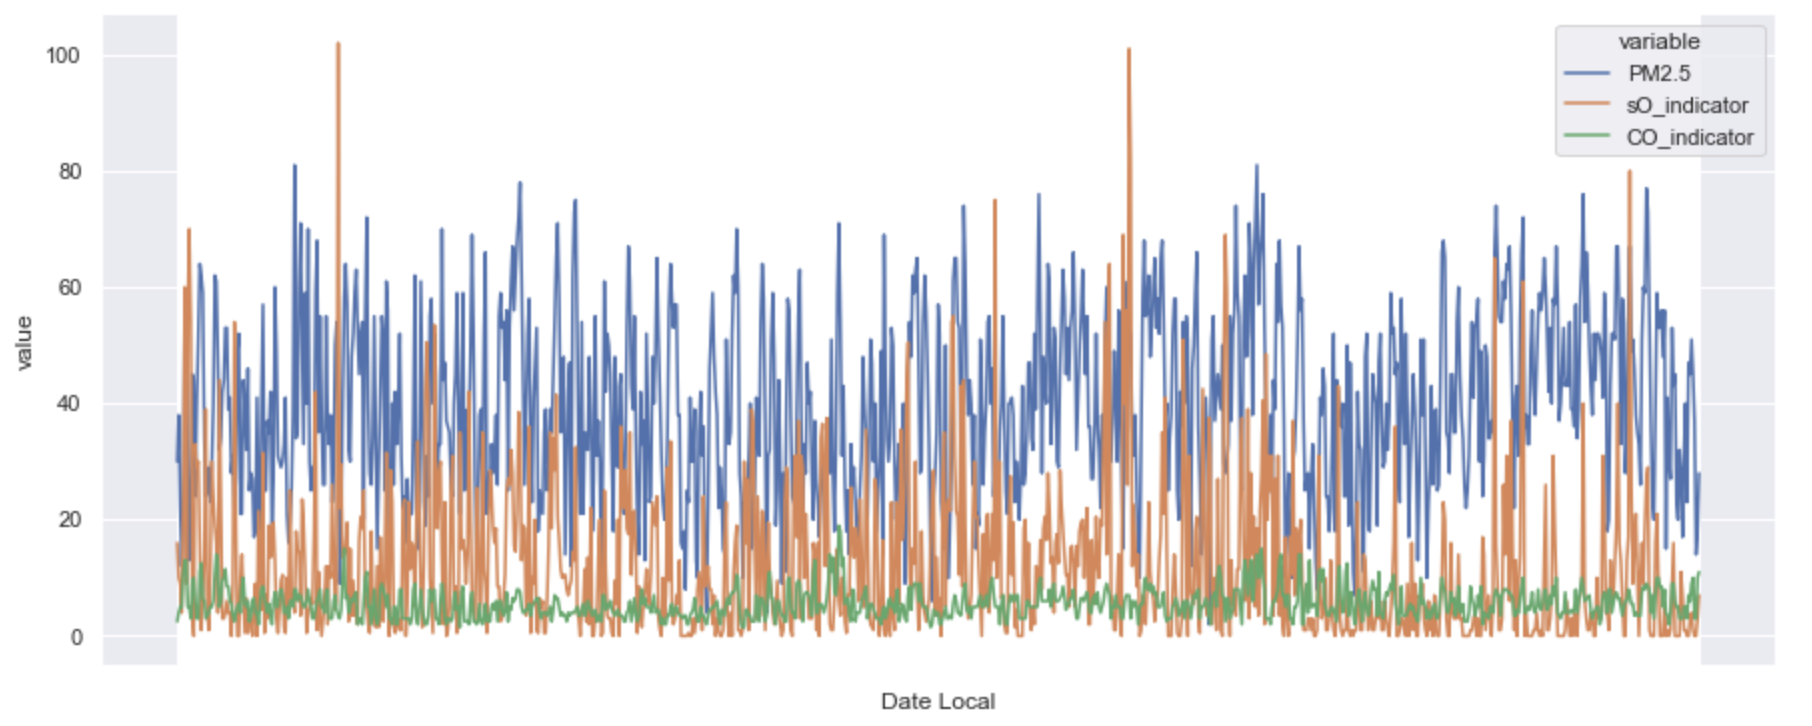 value
100
80
60
40
20
0
variable
PM2.5
sO_indicator
CO_indicator
Date Local